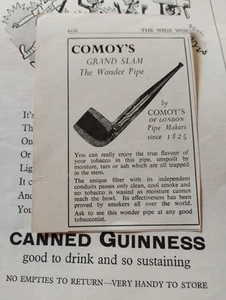 xviii
THE WIDE WOR
COMOY'S
GRAND SLAM
The Wonder Pipe
by
COMOY'S
OF LONDON
Pipe Makers
since 1825
You can really enjoy the true flavour of
your tobacco in this pipe, unspoilt by
moisture, tars or ash which are all trapped
in the stem.
The unique filter with its independent
conduits passes only clean, cool smoke and
no tobacco is wasted as moisture cannot
reach the bowl. Its effectiveness has been
proved by smokers all over the world.
Ask to see this wonder pipe at any good
tobacconist.
It's
Th
On
Or
Lig
It c
And
You
CANNED GUINNESS
good to drink and so sustaining
NO EMPTIES TO RETURN—VERY HANDY TO STORE